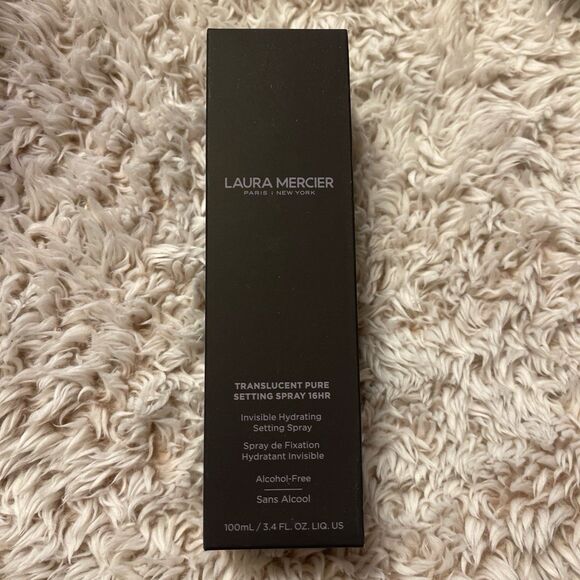 LAURA MERCIER
PARIS : NEW YORK
TRANSLUCENT PURE
SETTING SPRAY 16HR
Invisible Hydrating
Setting Spray
Spray de Fixation
Hydratant Invisible
Alcohol-Free
Sans Alcool
100mL / 3.4 FL. OZ. LIQ. US